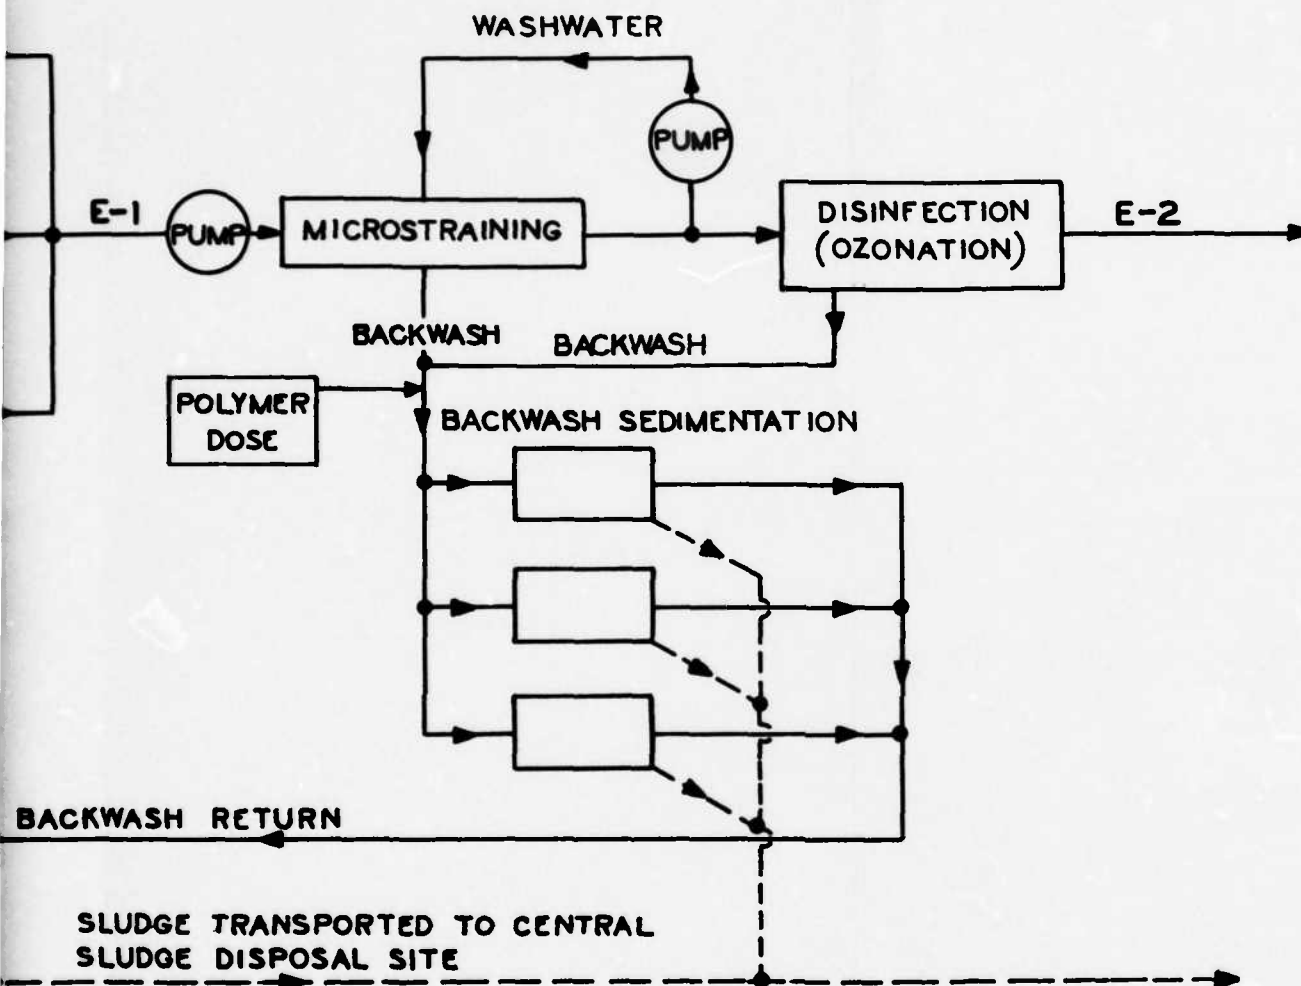 WASHWATER
PUMP
E-1
PUMP
MICROSTRAINING
DISINFECTION
(OZONATION)
E-2
BACKWASH
BACKWASH
POLYMER
DOSE
BACKWASH SEDIMENTATION
BACKWASH RETURN
SLUDGE TRANSPORTED TO CENTRAL
SLUDGE DISPOSAL SITE